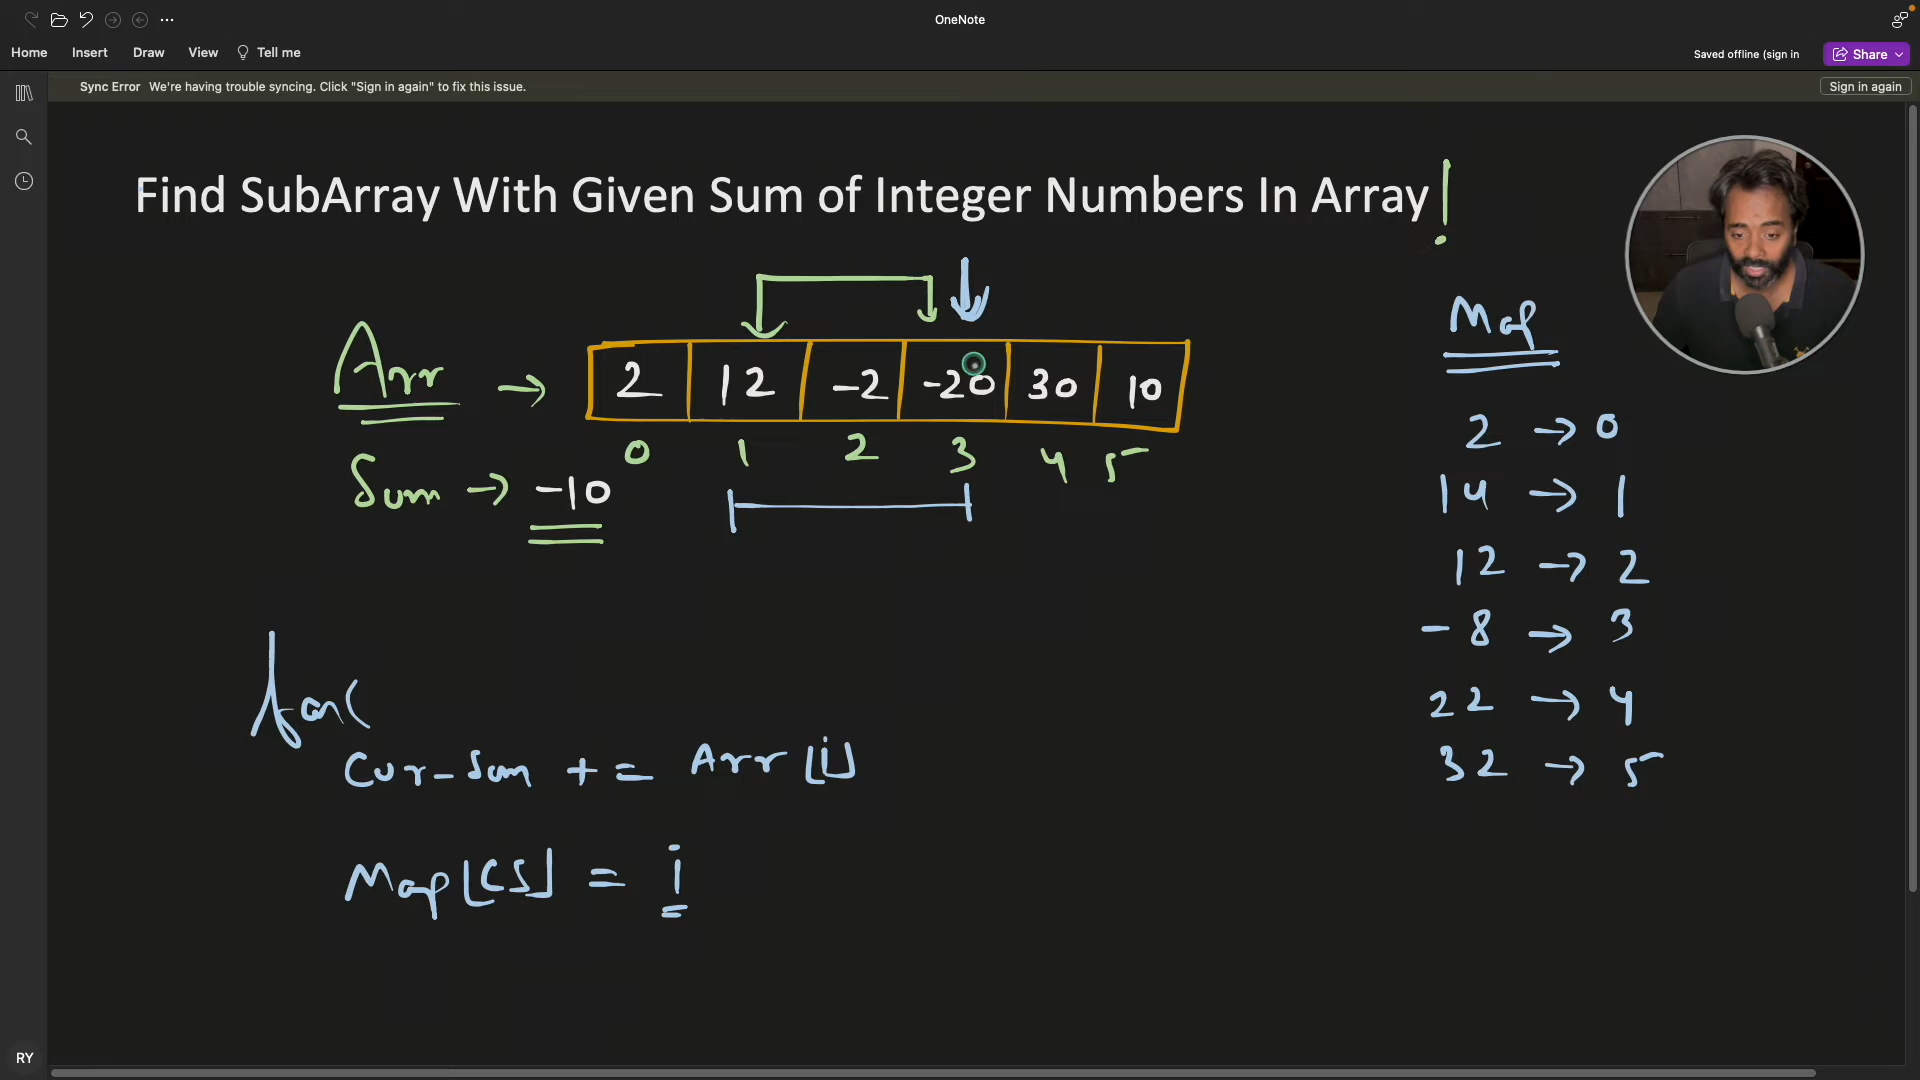 OneNote
Home Insert Draw View Tell me
Saved offline (sign in
Share
Sync Error We're having trouble syncing. Click "Sign in again" to fix this issue.
Sign in again
Find SubArray With Given Sum of Integer Numbers In Array!
Arr → 2 12 -2 -20 30 10
0 1 2 3 4 5
Sum → -10
for(
Cur_Sum += Arr[i]
Map[CS] = i
Map
2 → 0
14 → 1
12 → 2
-8 → 3
22 → 4
32 → 5
RY